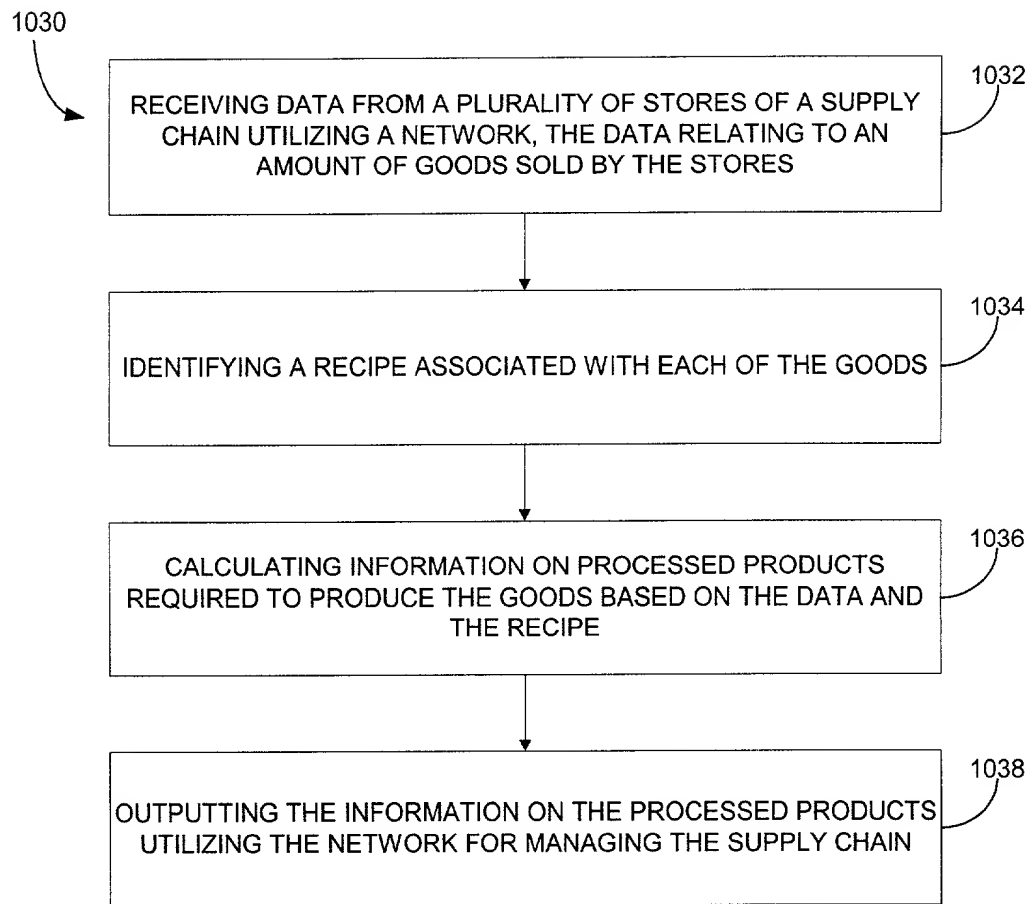 1030
1032
RECEIVING DATA FROM A PLURALITY OF STORES OF A SUPPLY
CHAIN UTILIZING A NETWORK, THE DATA RELATING TO AN
AMOUNT OF GOODS SOLD BY THE STORES
1034
IDENTIFYING A RECIPE ASSOCIATED WITH EACH OF THE GOODS
1036
CALCULATING INFORMATION ON PROCESSED PRODUCTS
REQUIRED TO PRODUCE THE GOODS BASED ON THE DATA AND
THE RECIPE
1038
OUTPUTTING THE INFORMATION ON THE PROCESSED PRODUCTS
UTILIZING THE NETWORK FOR MANAGING THE SUPPLY CHAIN